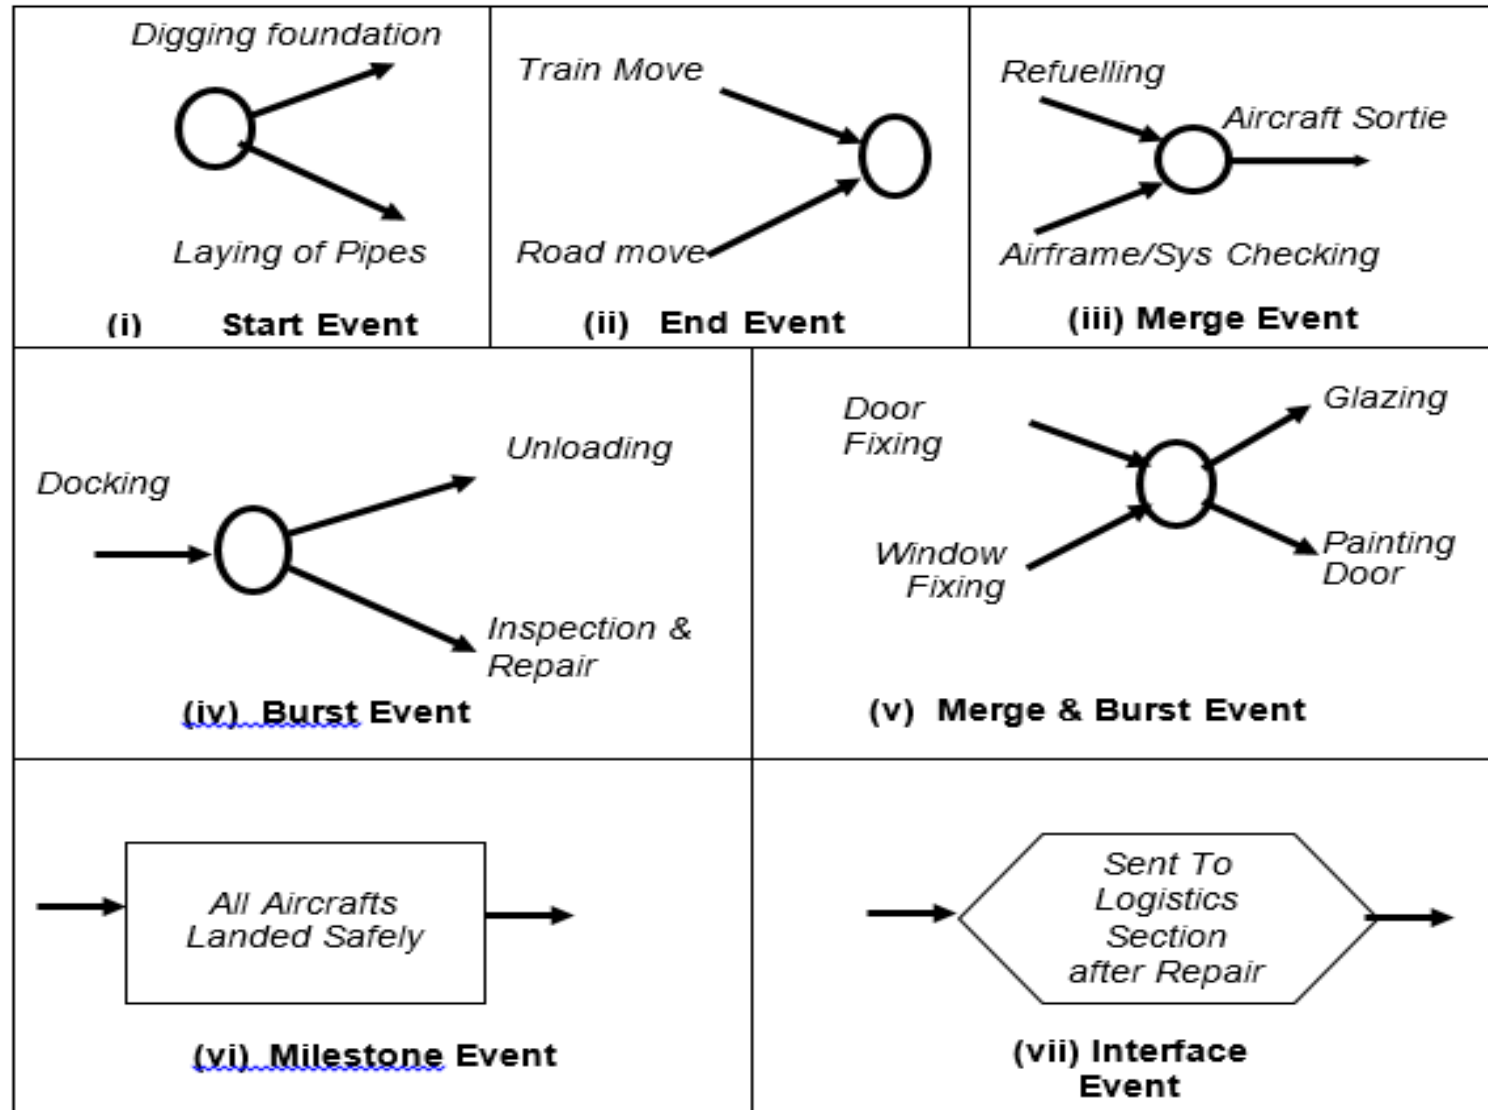 Digging foundation
Laying of Pipes
(i) Start Event
Train Move
Road move
(ii) End Event
Refuelling
Aircraft Sortie
Airframe/Sys Checking
(iii) Merge Event
Docking
Unloading
Inspection &
Repair
(iv) Burst Event
Door
Fixing
Window
Fixing
Glazing
Painting
Door
(v) Merge & Burst Event
All Aircrafts
Landed Safely
(vi) Milestone Event
Sent To
Logistics
Section
after Repair
(vii) Interface
Event